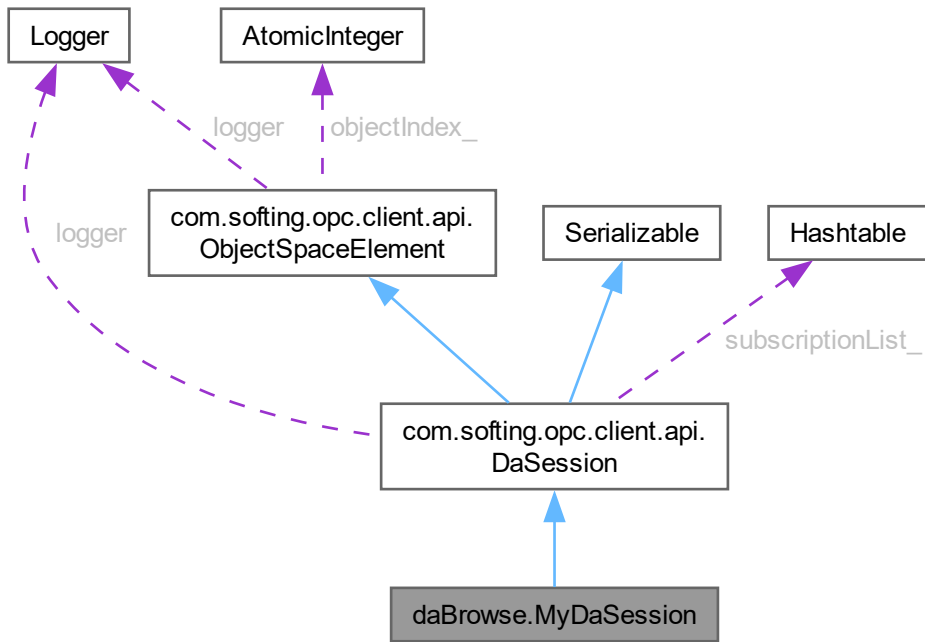 Logger
AtomicInteger
logger
objectIndex_
com.softing.opc.client.api.
ObjectSpaceElement
Serializable
Hashtable
logger
subscriptionList_
com.softing.opc.client.api.
DaSession
daBrowse.MyDaSession